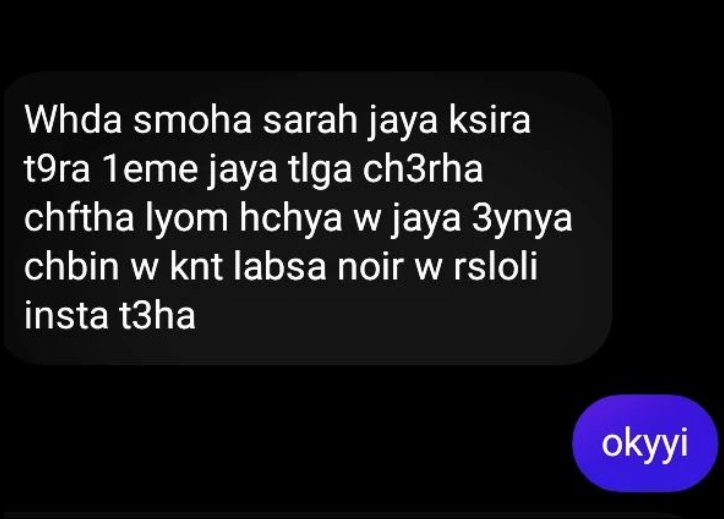 Whda smoha sarah jaya ksira
t9ra 1eme jaya tlga ch3rha
chftha lyom hchya w jaya 3ynya
chbin w knt labsa noir w rsloli
insta t3ha
okyyi